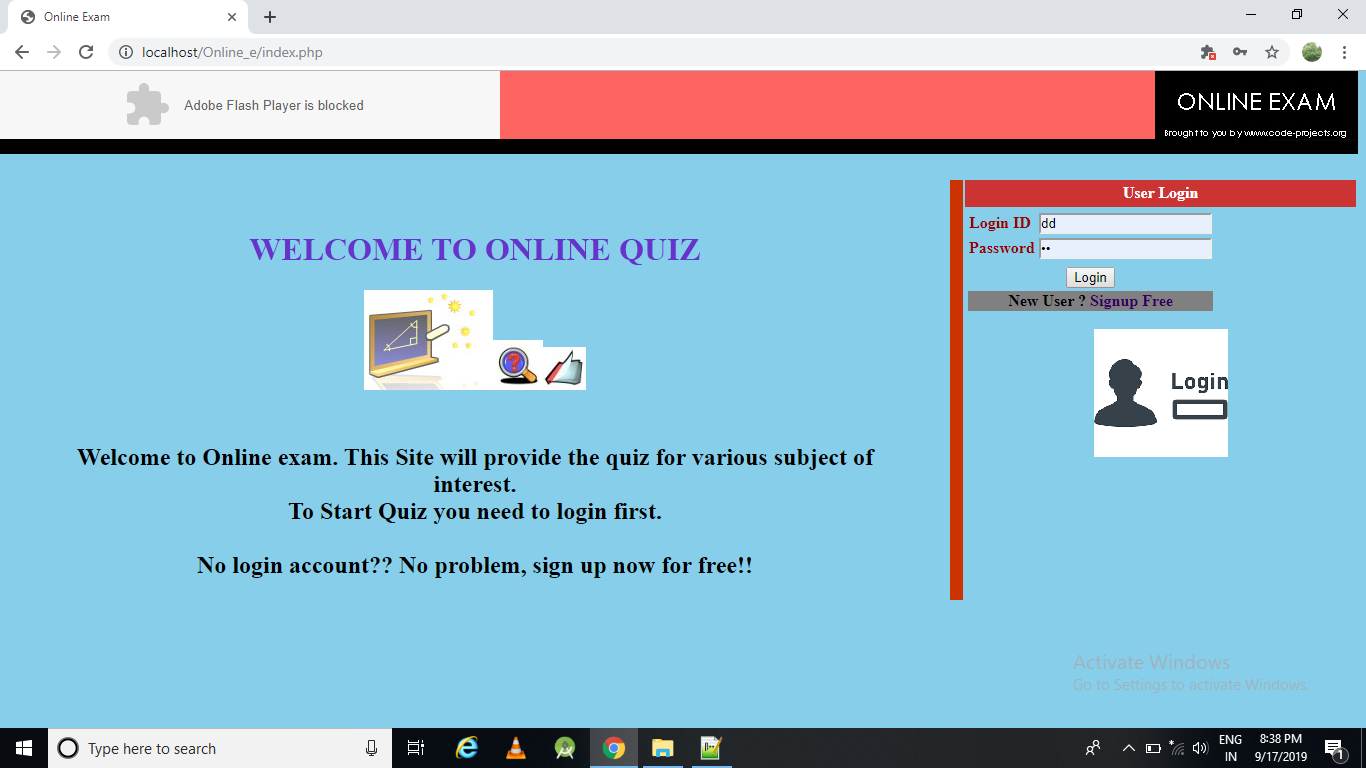 Online Exam
localhost/Online_e/index.php
Adobe Flash Player is blocked
ONLINE EXAM
Brought to you by www.code-projects.org
User Login
Login ID dd
Password ••
Login
New User ? Signup Free
Login
WELCOME TO ONLINE QUIZ
Welcome to Online exam. This Site will provide the quiz for various subject of
interest.
To Start Quiz you need to login first.
No login account?? No problem, sign up now for free!!
Activate Windows
Go to Settings to activate Windows.
Type here to search
ENG
IN
8:38 PM
9/17/2019
1